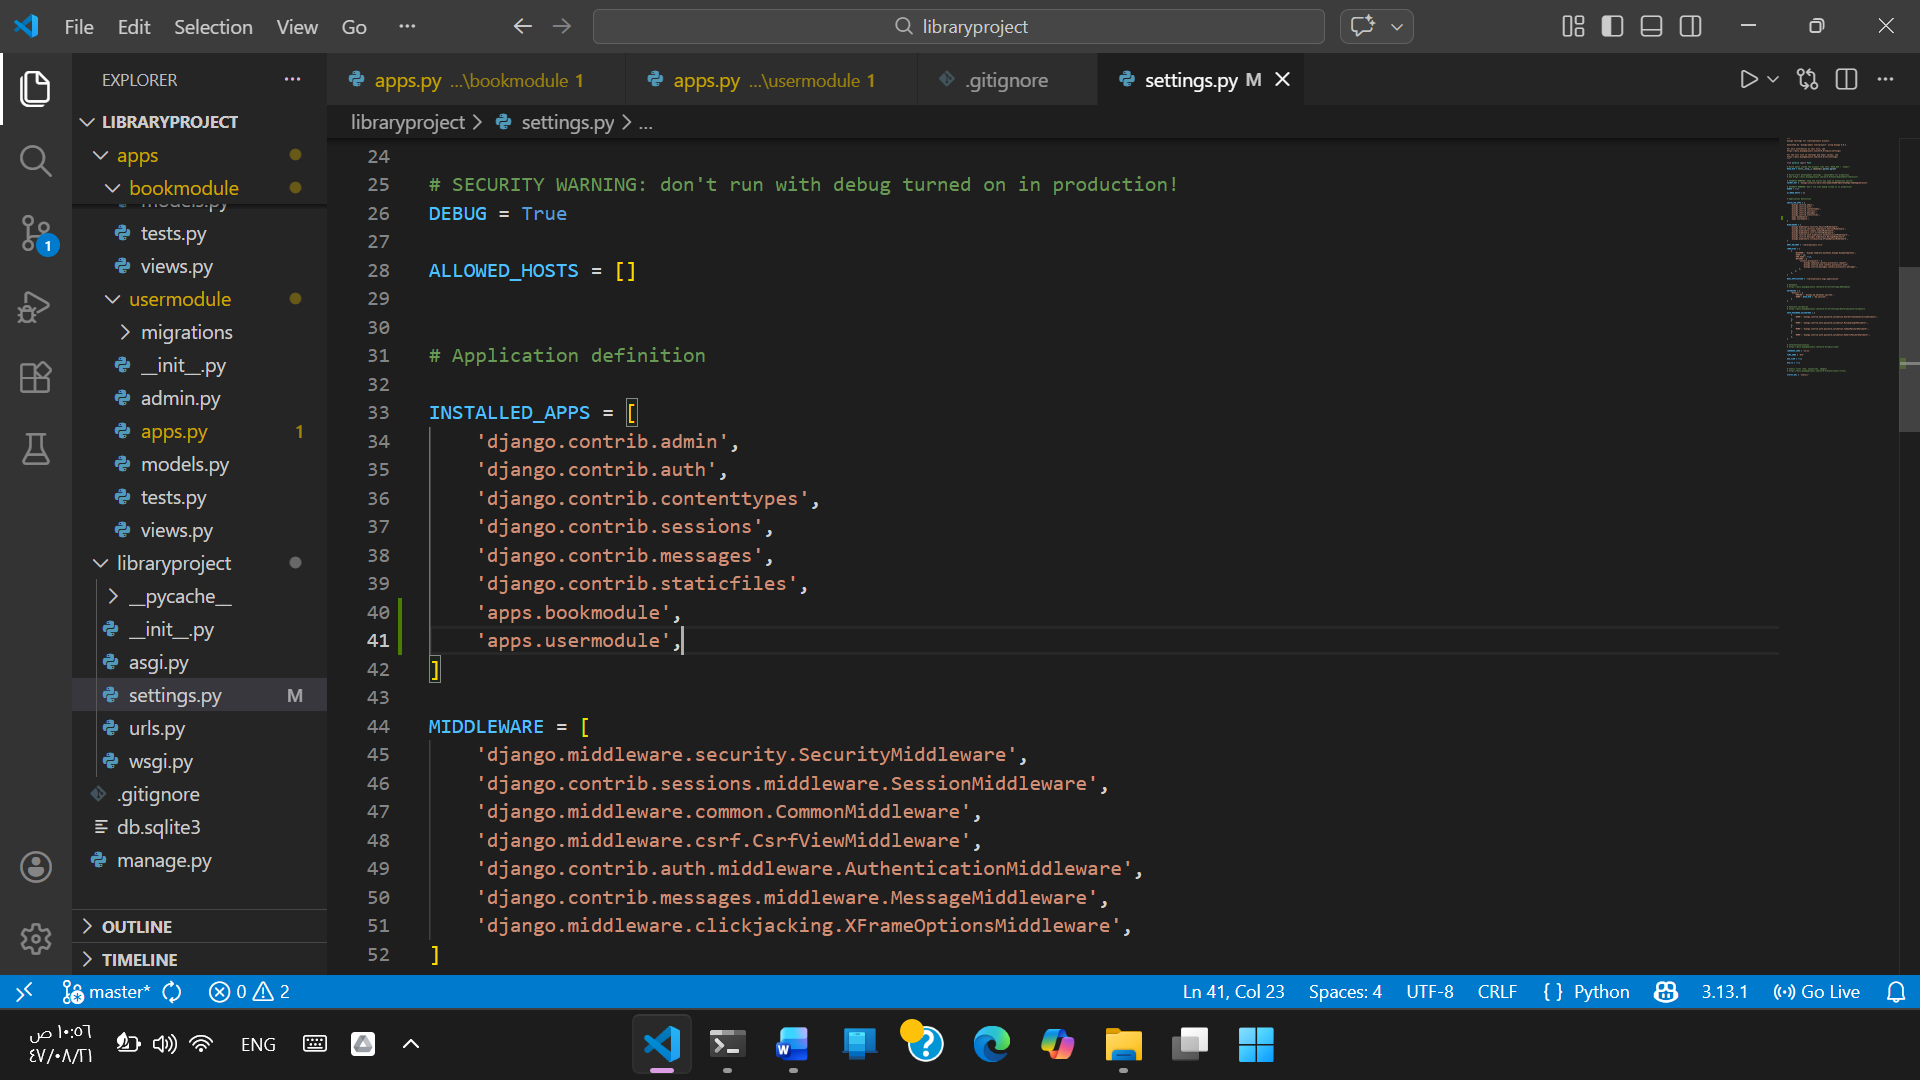 File Edit Selection View Go ···
libraryproject
EXPLORER
LIBRARYPROJECT
apps
bookmodule
models.py
tests.py
views.py
usermodule
migrations
__init__.py
admin.py
apps.py 1
models.py
tests.py
views.py
libraryproject
__pycache__
__init__.py
asgi.py
settings.py M
urls.py
wsgi.py
.gitignore
db.sqlite3
manage.py
OUTLINE
TIMELINE
1
apps.py ...\bookmodule 1
apps.py ...\usermodule 1
.gitignore
settings.py M
libraryproject > settings.py > ...
24
25 # SECURITY WARNING: don't run with debug turned on in production!
26 DEBUG = True
27
28 ALLOWED_HOSTS = []
29
30
31 # Application definition
32
33 INSTALLED_APPS = [
34 'django.contrib.admin',
35 'django.contrib.auth',
36 'django.contrib.contenttypes',
37 'django.contrib.sessions',
38 'django.contrib.messages',
39 'django.contrib.staticfiles',
40 'apps.bookmodule',
41 'apps.usermodule',
42 ]
43
44 MIDDLEWARE = [
45 'django.middleware.security.SecurityMiddleware',
46 'django.contrib.sessions.middleware.SessionMiddleware',
47 'django.middleware.common.CommonMiddleware',
48 'django.middleware.csrf.CsrfViewMiddleware',
49 'django.contrib.auth.middleware.AuthenticationMiddleware',
50 'django.contrib.messages.middleware.MessageMiddleware',
51 'django.middleware.clickjacking.XFrameOptionsMiddleware',
52 ]
master* 0 2
Ln 41, Col 23 Spaces: 4 UTF-8 CRLF { } Python 3.13.1 Go Live
١٠:٥٦ ص
٤٧/٠٨/٢١
ENG